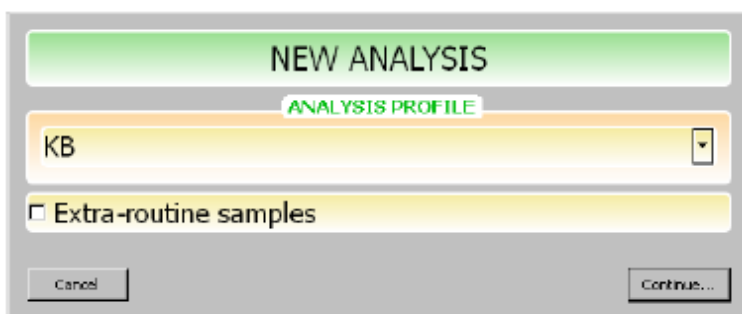 NEW ANALYSIS
ANALYSIS PROFILE
KB
Extra-routine samples
Cancel
Continue...